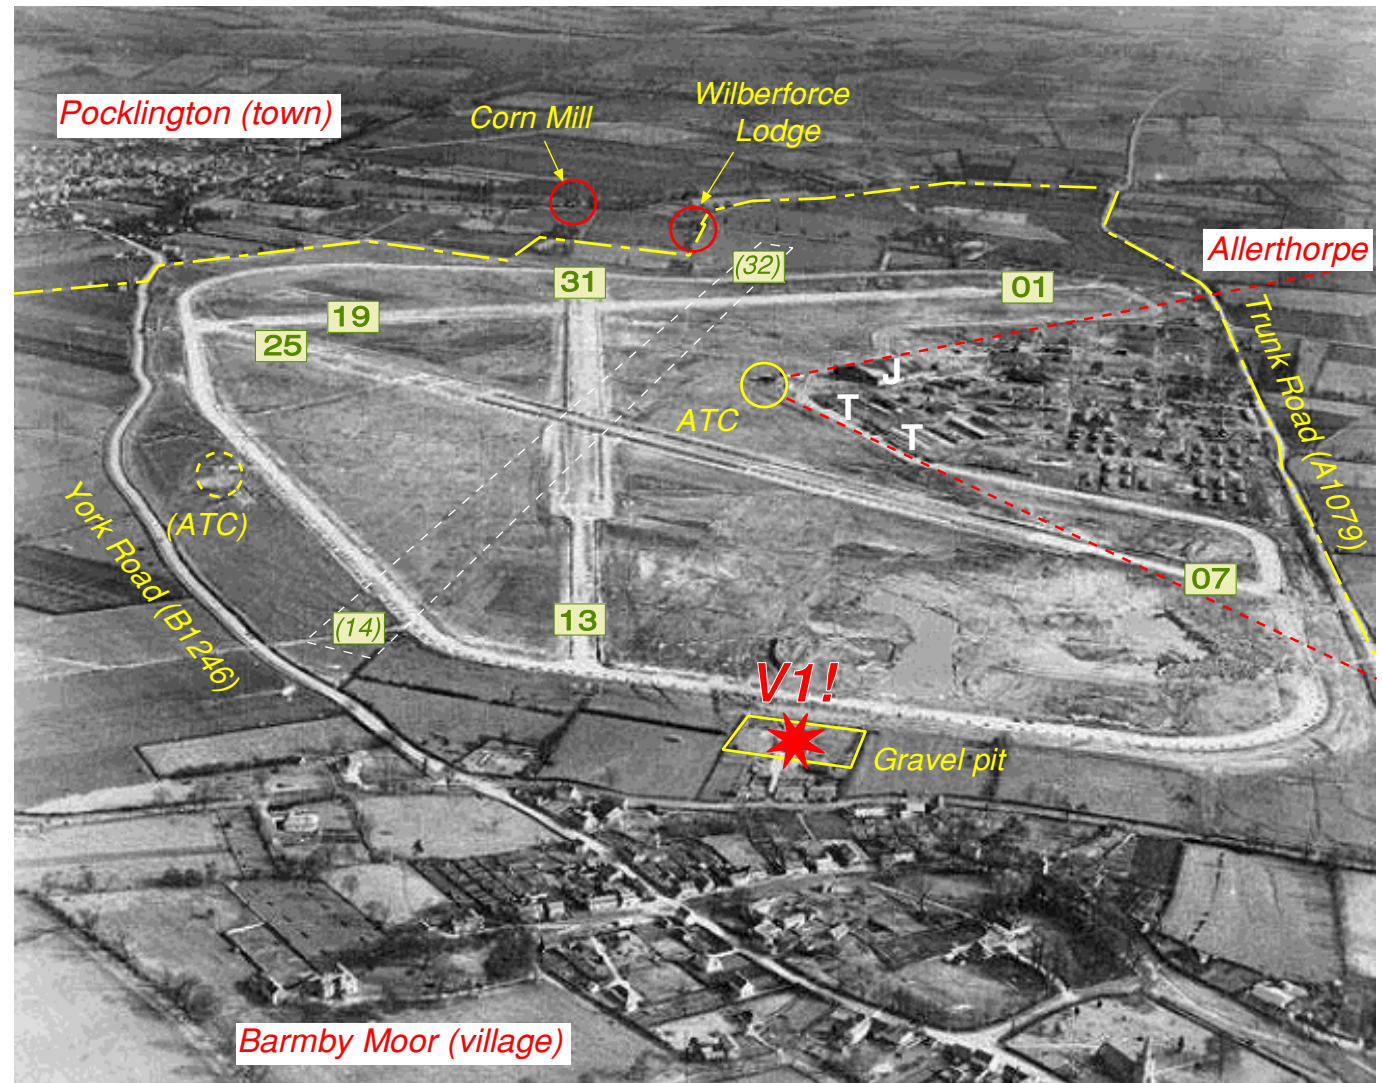 Pocklington (town)
Corn Mill
Wilberforce
Lodge
Allerthorpe
(32)
31
01
19
25
Trunk Road (A1079)
J
T
T
ATC
(ATC)
York Road (B1246)
07
(14)
13
V1!
Gravel pit
Barmby Moor (village)